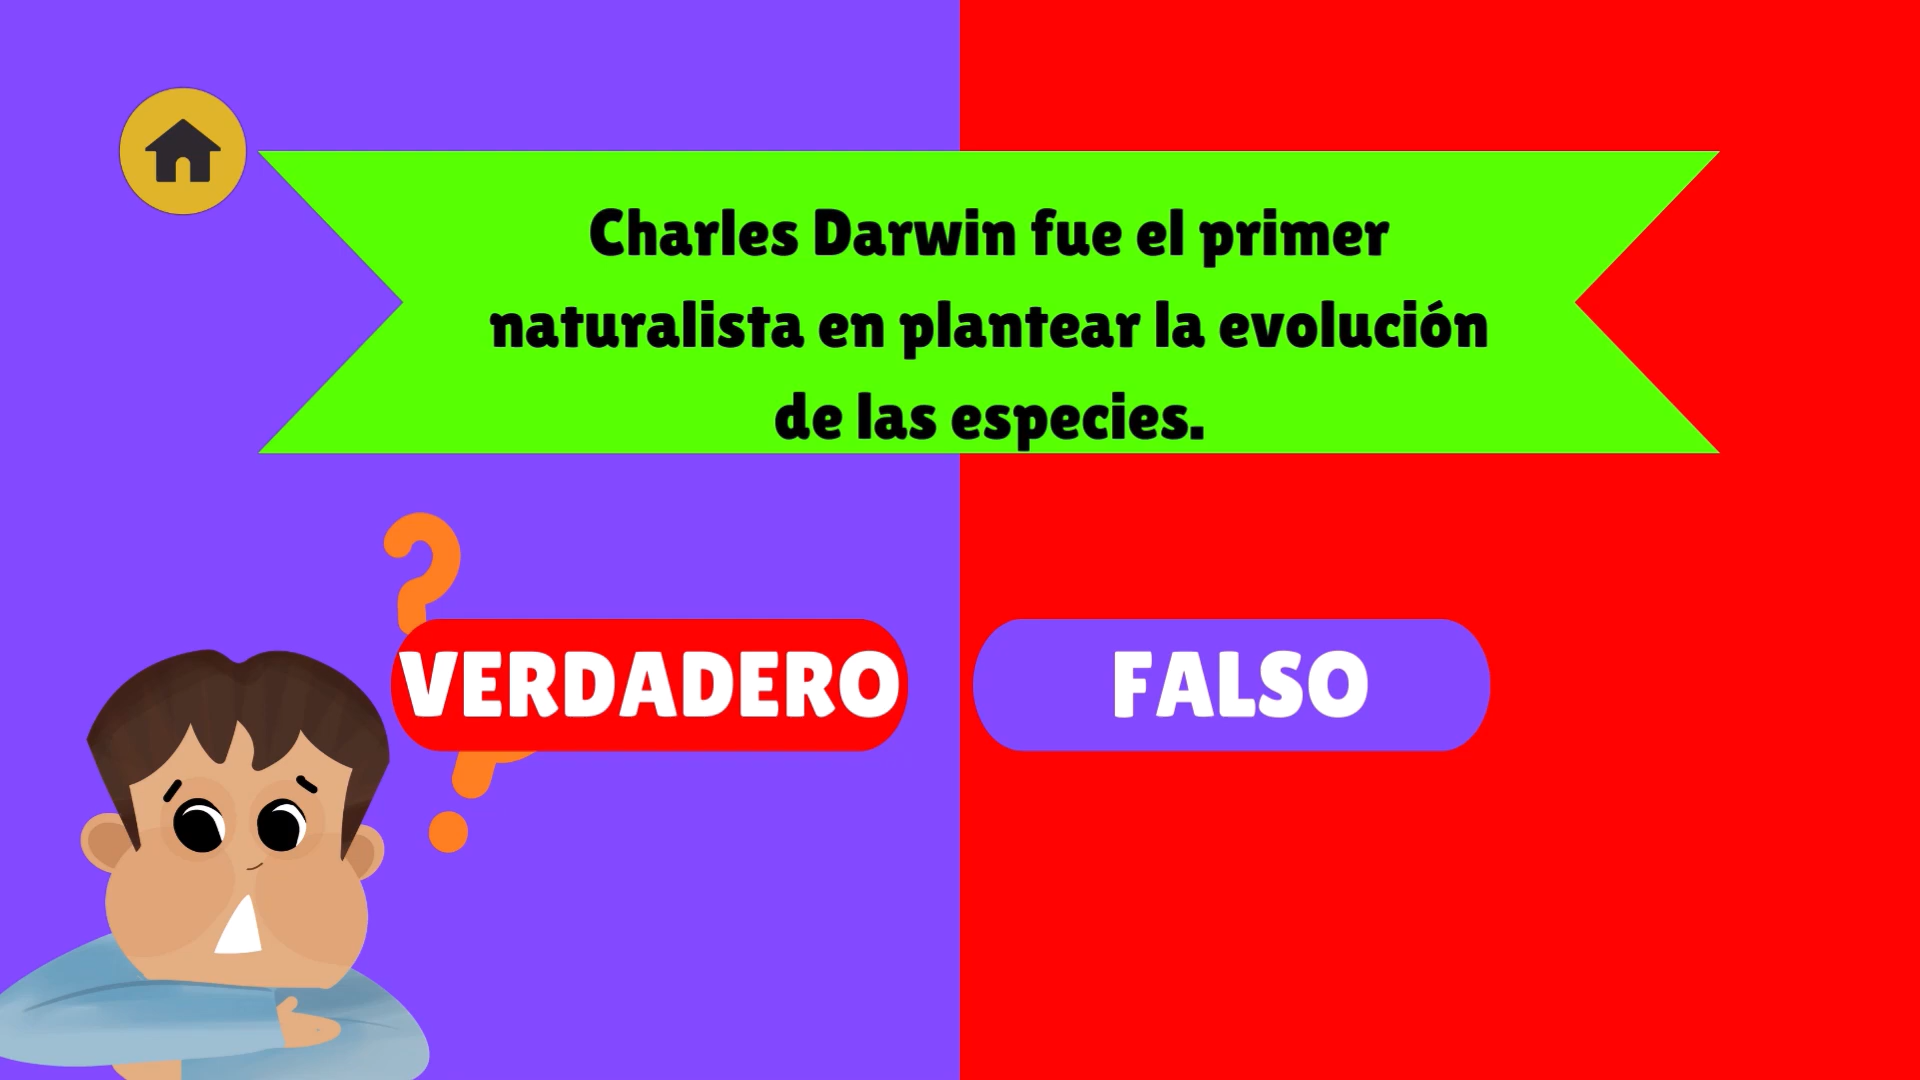 Charles Darwin fue el primer
naturalista en plantear la evolución
de las especies.
VERDADERO
FALSO